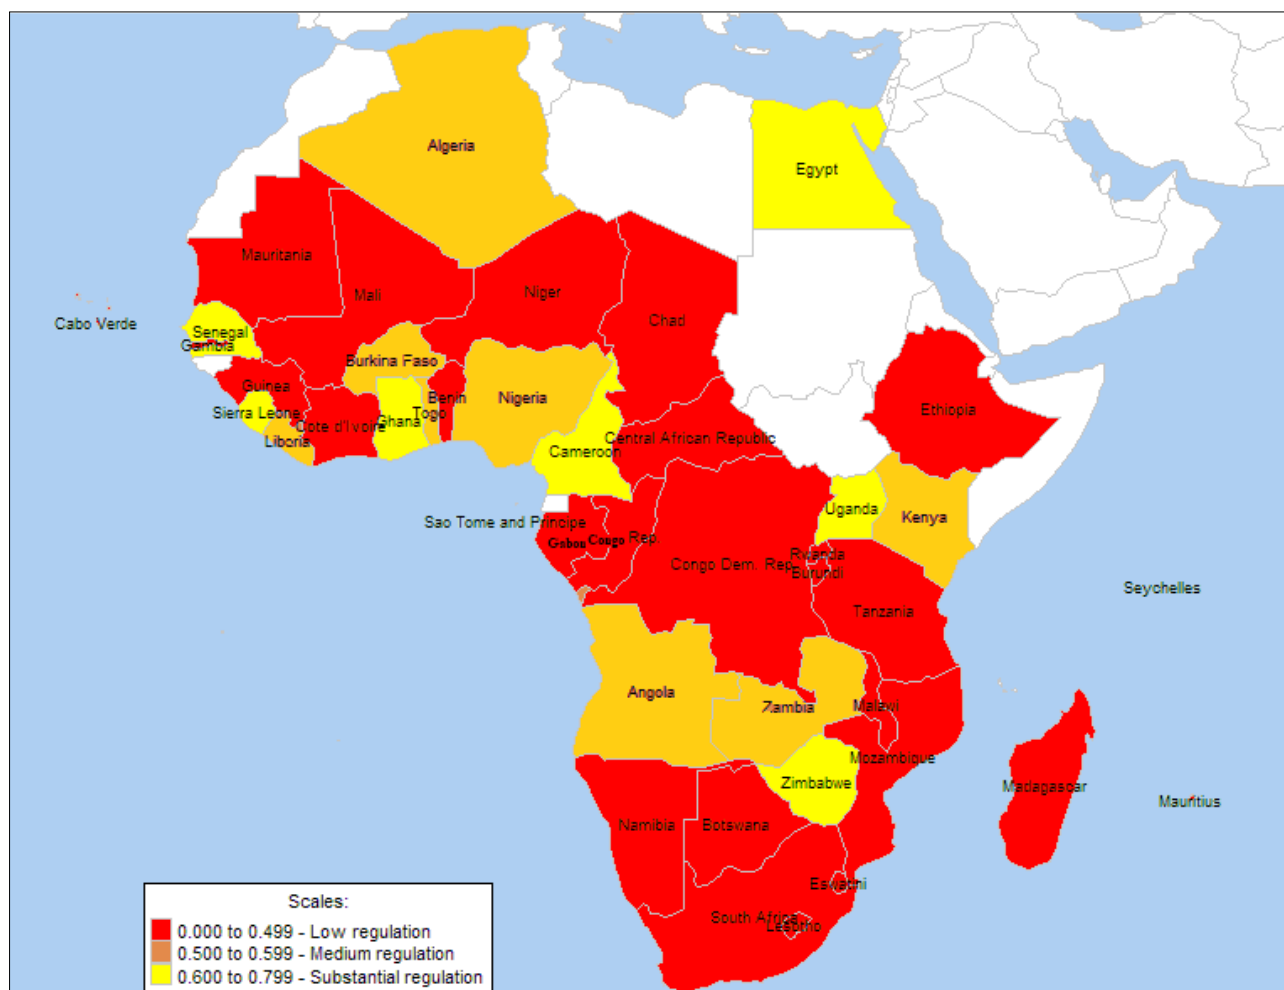 Algeria
Egypt
Mauritania
Mali
Niger
Chad
Cabo Verde
Senegal
Gambia
Burkina Faso
Guinea
Benin
Nigeria
Ethiopia
Sierra Leone
Cote d'Ivoire
Ghana
Togo
Liboria
Central African Republic
Cameroon
Uganda
Kenya
Sao Tome and Principe
Gabon
Congo Rep.
Rwanda
Congo Dem. Rep.
Burundi
Seychelles
Tanzania
Angola
Zambia
Malawi
Mozambique
Zimbabwe
Madagascar
Mauritius
Namibia
Botswana
Eswatini
South Africa
Lesotho
Scales:
0.000 to 0.499 - Low regulation
0.500 to 0.599 - Medium regulation
0.600 to 0.799 - Substantial regulation